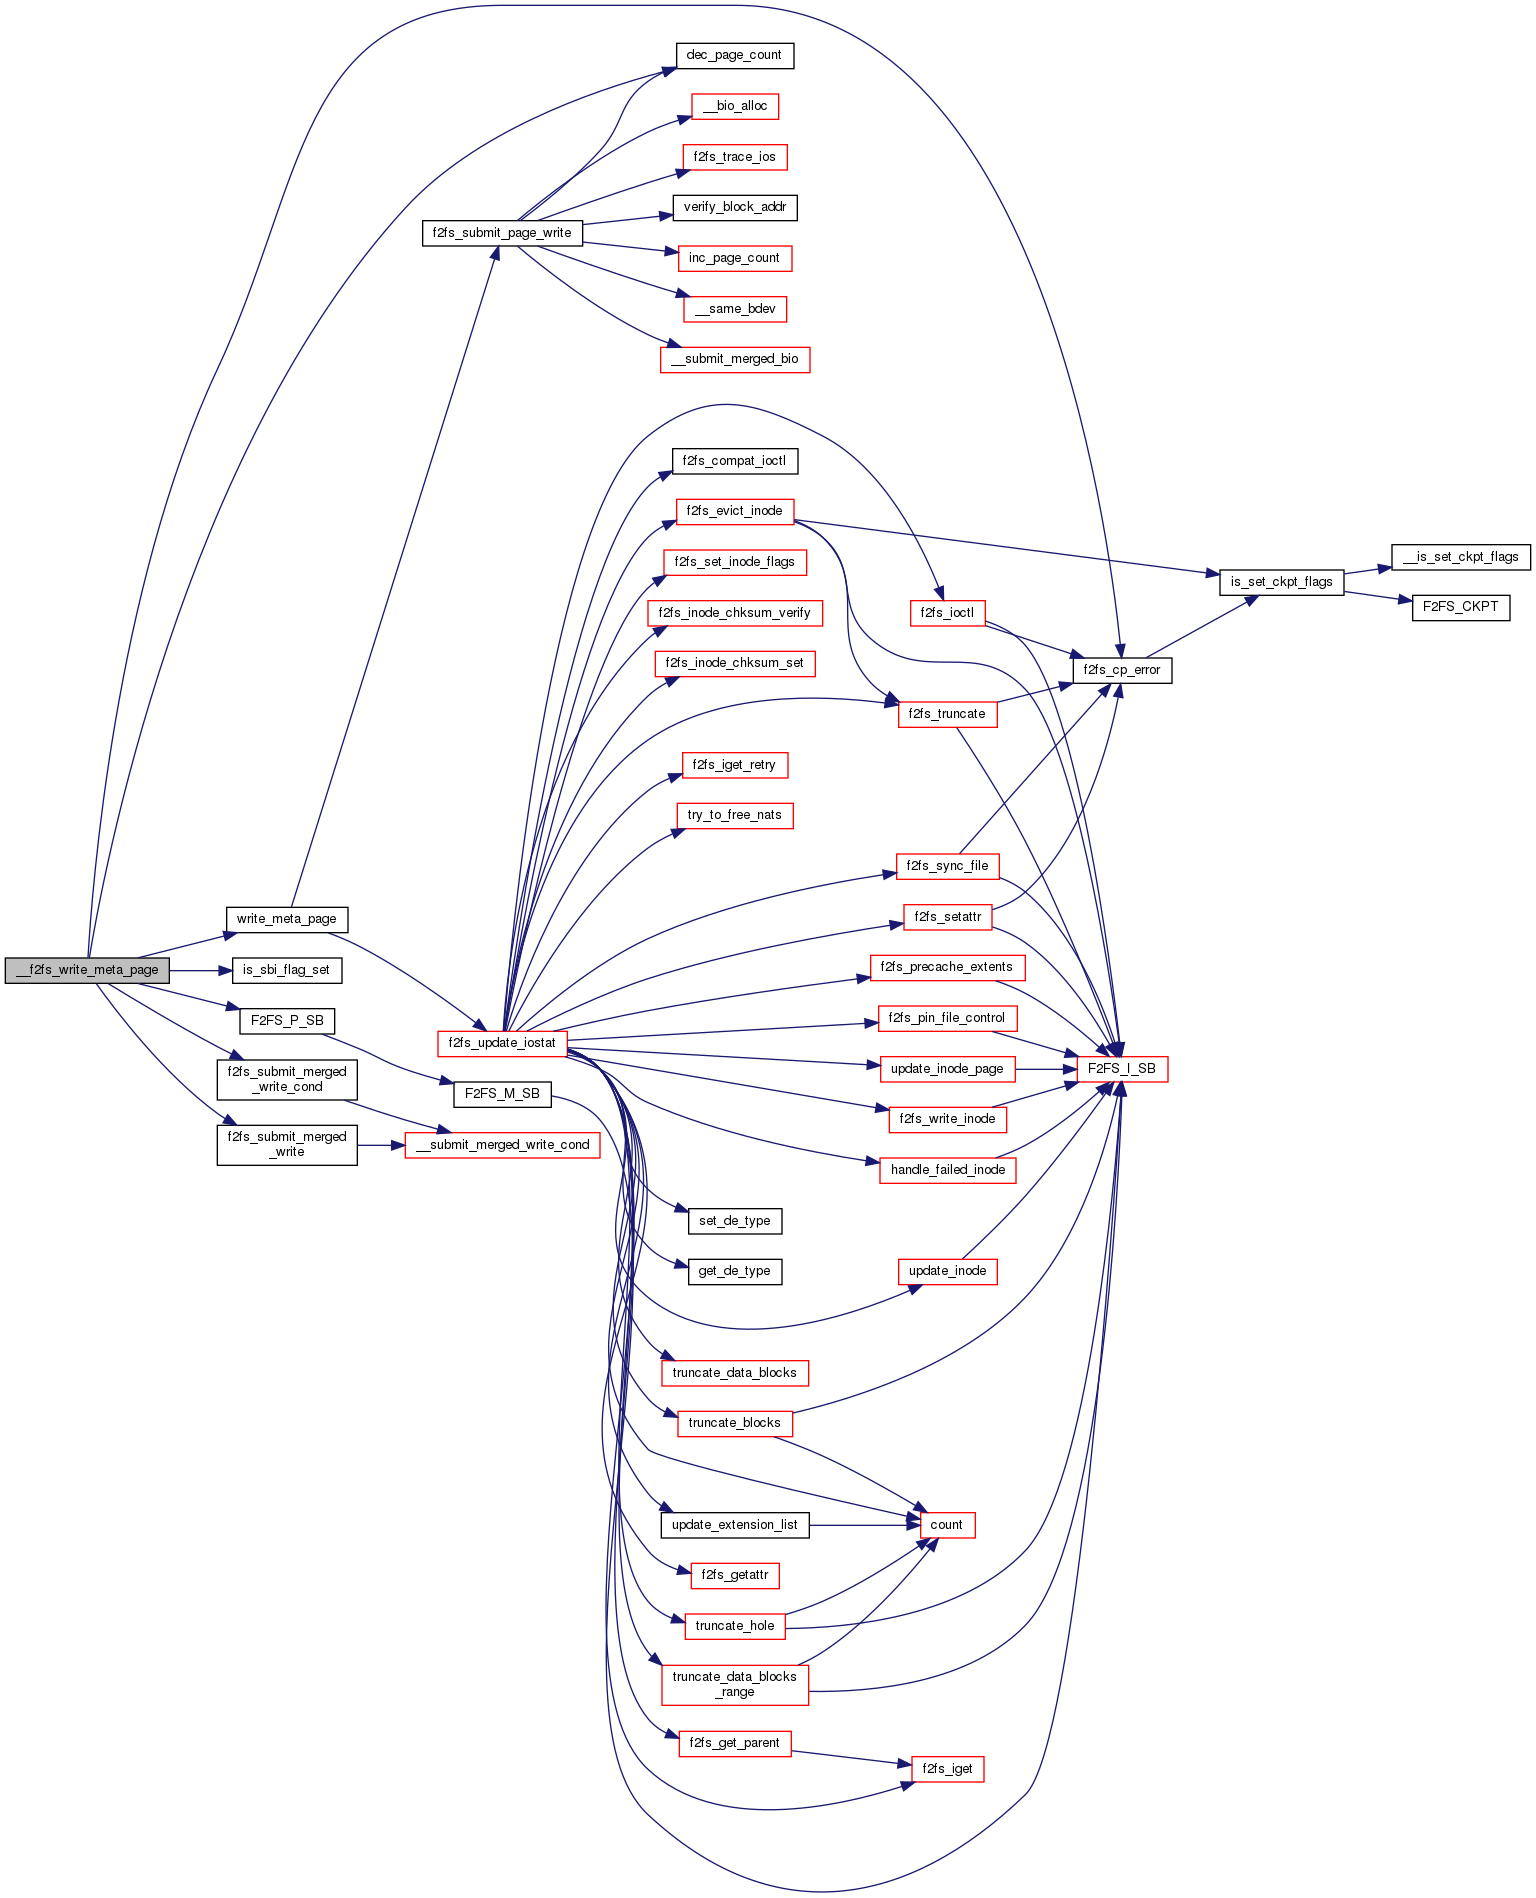 dec_page_count
__bio_alloc
f2fs_trace_ios
verify_block_addr
f2fs_submit_page_write
inc_page_count
__same_bdev
__submit_merged_bio
f2fs_compat_ioctl
f2fs_evict_inode
f2fs_set_inode_flags
__is_set_ckpt_flags
is_set_ckpt_flags
F2FS_CKPT
f2fs_inode_chksum_verify
f2fs_ioctl
f2fs_inode_chksum_set
f2fs_cp_error
f2fs_truncate
f2fs_iget_retry
try_to_free_nats
f2fs_sync_file
write_meta_page
f2fs_setattr
__f2fs_write_meta_page
is_sbi_flag_set
f2fs_precache_extents
F2FS_P_SB
f2fs_pin_file_control
f2fs_update_iostat
f2fs_submit_merged
_write_cond
update_inode_page
F2FS_I_SB
F2FS_M_SB
f2fs_write_inode
f2fs_submit_merged
_write
__submit_merged_write_cond
handle_failed_inode
set_de_type
get_de_type
update_inode
truncate_data_blocks
truncate_blocks
update_extension_list
count
f2fs_getattr
truncate_hole
truncate_data_blocks
_range
f2fs_get_parent
f2fs_iget